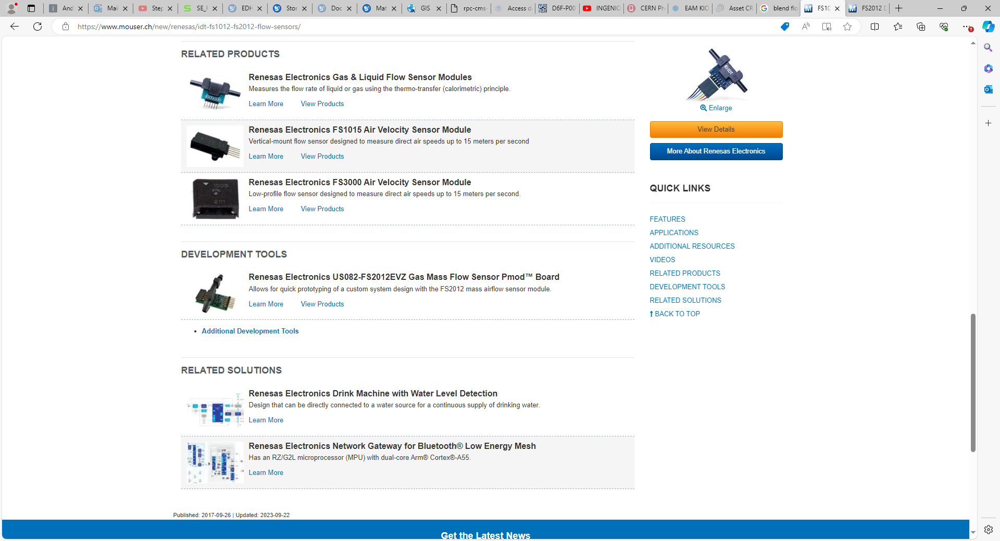 And
Mai
Step
SE_F
EDH
Stor
Doc
Mat
GIS
rpc-cms-
Access d
D6F-P00
INGENIO
CERN Ph
EAM KIO
Asset CR
blend flo
FS10
FS2012 D
https://www.mouser.ch/new/renesas/idt-fs1012-fs2012-flow-sensors/
RELATED PRODUCTS
Renesas Electronics Gas & Liquid Flow Sensor Modules
Measures the flow rate of liquid or gas using the thermo-transfer (calorimetric) principle.
Learn More View Products
Renesas Electronics FS1015 Air Velocity Sensor Module
Vertical-mount flow sensor designed to measure direct air speeds up to 15 meters per second
Learn More View Products
1005
2111
Renesas Electronics FS3000 Air Velocity Sensor Module
Low-profile flow sensor designed to measure direct air speeds up to 15 meters per second.
Learn More View Products
DEVELOPMENT TOOLS
Renesas Electronics US082-FS2012EVZ Gas Mass Flow Sensor Pmod™ Board
Allows for quick prototyping of a custom system design with the FS2012 mass airflow sensor module.
Learn More View Products
• Additional Development Tools
RELATED SOLUTIONS
Renesas Electronics Drink Machine with Water Level Detection
Design that can be directly connected to a water source for a continuous supply of drinking water.
Learn More
Renesas Electronics Network Gateway for Bluetooth® Low Energy Mesh
Has an RZ/G2L microprocessor (MPU) with dual-core Arm® Cortex®-A55.
Learn More
Published: 2017-09-26 | Updated: 2023-09-22
Get the Latest News
IDT
Enlarge
View Details
More About Renesas Electronics
QUICK LINKS
FEATURES
APPLICATIONS
ADDITIONAL RESOURCES
VIDEOS
RELATED PRODUCTS
DEVELOPMENT TOOLS
RELATED SOLUTIONS
BACK TO TOP